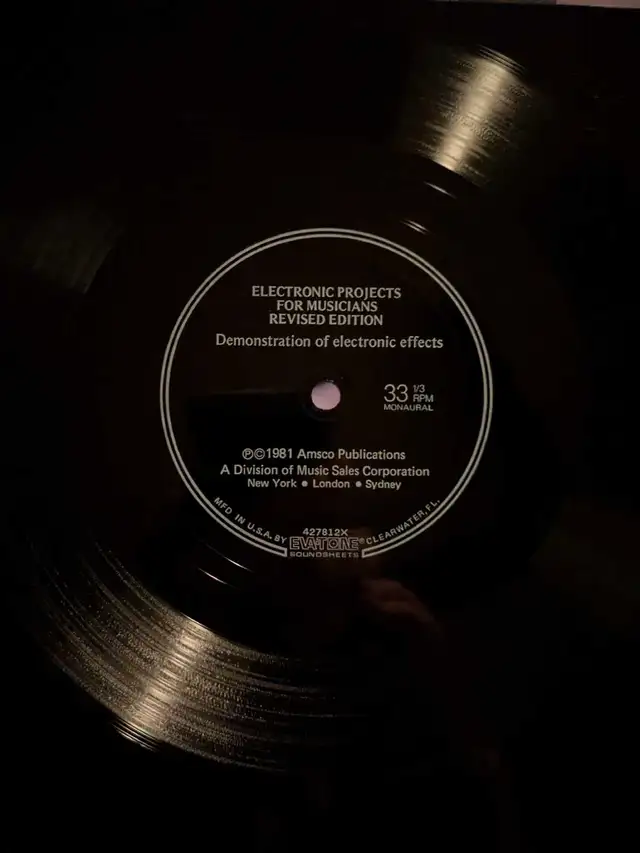 ELECTRONIC PROJECTS
FOR MUSICIANS
REVISED EDITION
Demonstration of electronic effects
33 1/3
RPM
MONAURAL
℗©1981 Amsco Publications
A Division of Music Sales Corporation
New York ● London ● Sydney
427812X
MFD IN U.S.A. BY EVA-TONE® CLEARWATER, FL.
SOUNDSHEETS